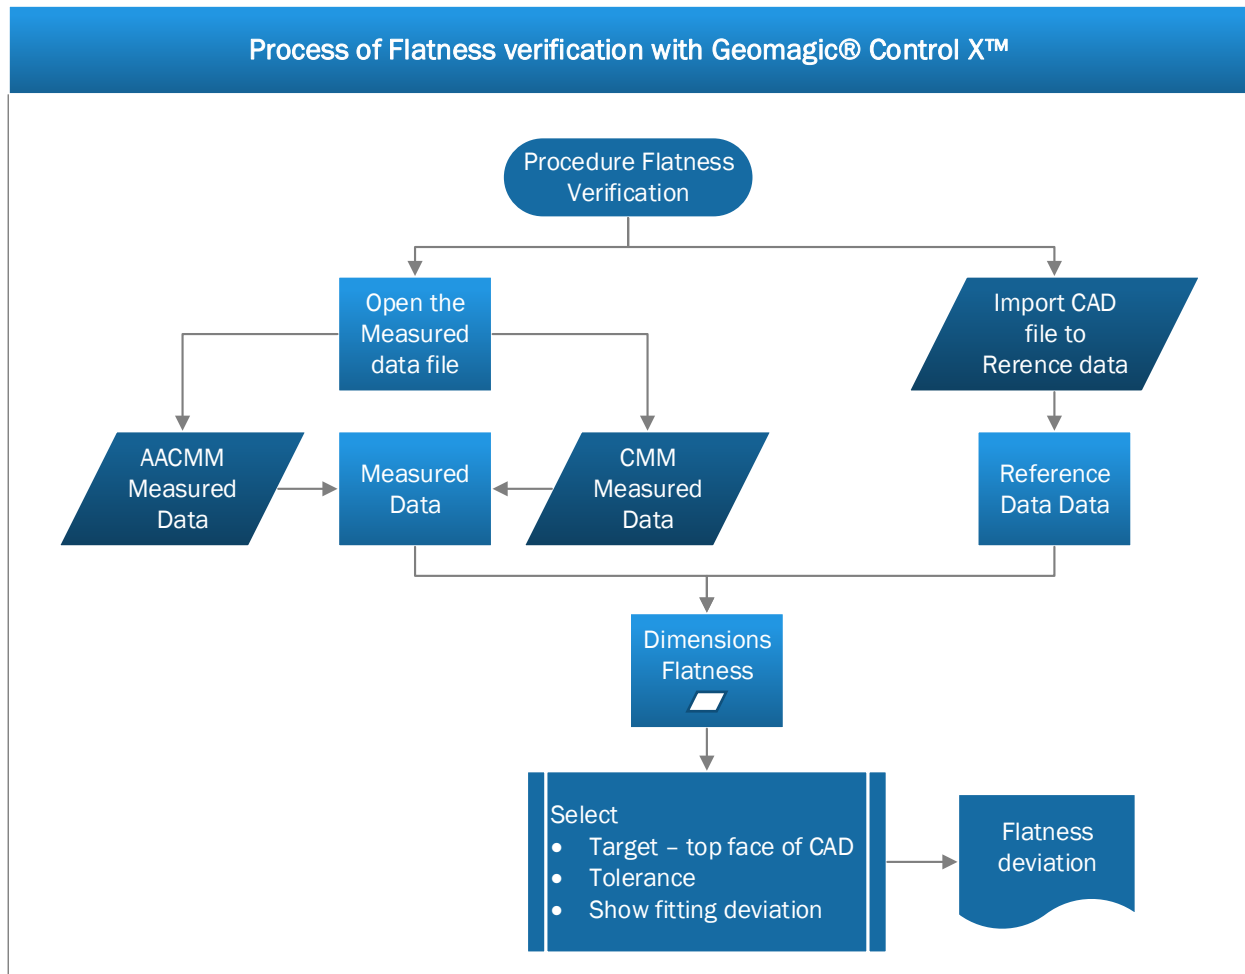 Process of Flatness verification with Geomagic® Control X™
Procedure Flatness
Verification
Open the
Measured
data file
Import CAD
file to
Rerence data
AACMM
Measured
Data
Measured
Data
CMM
Measured
Data
Reference
Data Data
Dimensions
Flatness
Select
• Target – top face of CAD
• Tolerance
• Show fitting deviation
Flatness
deviation